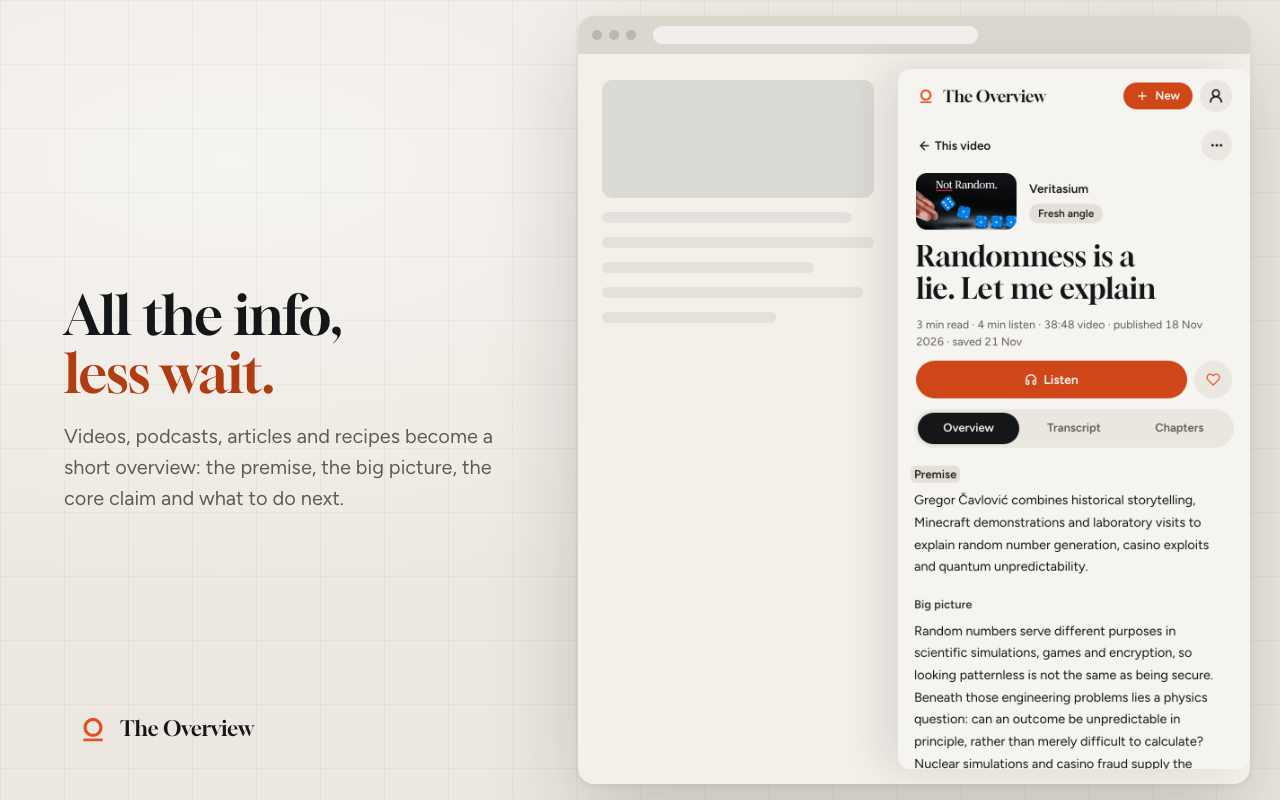 All the info,
less wait.
Videos, podcasts, articles and recipes become a
short overview: the premise, the big picture, the
core claim and what to do next.
The Overview
The Overview
+ New
← This video
Not Random.
Veritasium
Fresh angle
Randomness is a
lie. Let me explain
3 min read · 4 min listen · 38:48 video · published 18 Nov
2026 · saved 21 Nov
Listen
Overview Transcript Chapters
Premise
Gregor Čavlović combines historical storytelling,
Minecraft demonstrations and laboratory visits to
explain random number generation, casino exploits
and quantum unpredictability.
Big picture
Random numbers serve different purposes in
scientific simulations, games and encryption, so
looking patternless is not the same as being secure.
Beneath those engineering problems lies a physics
question: can an outcome be unpredictable in
principle, rather than merely difficult to calculate?
Nuclear simulations and casino fraud supply the